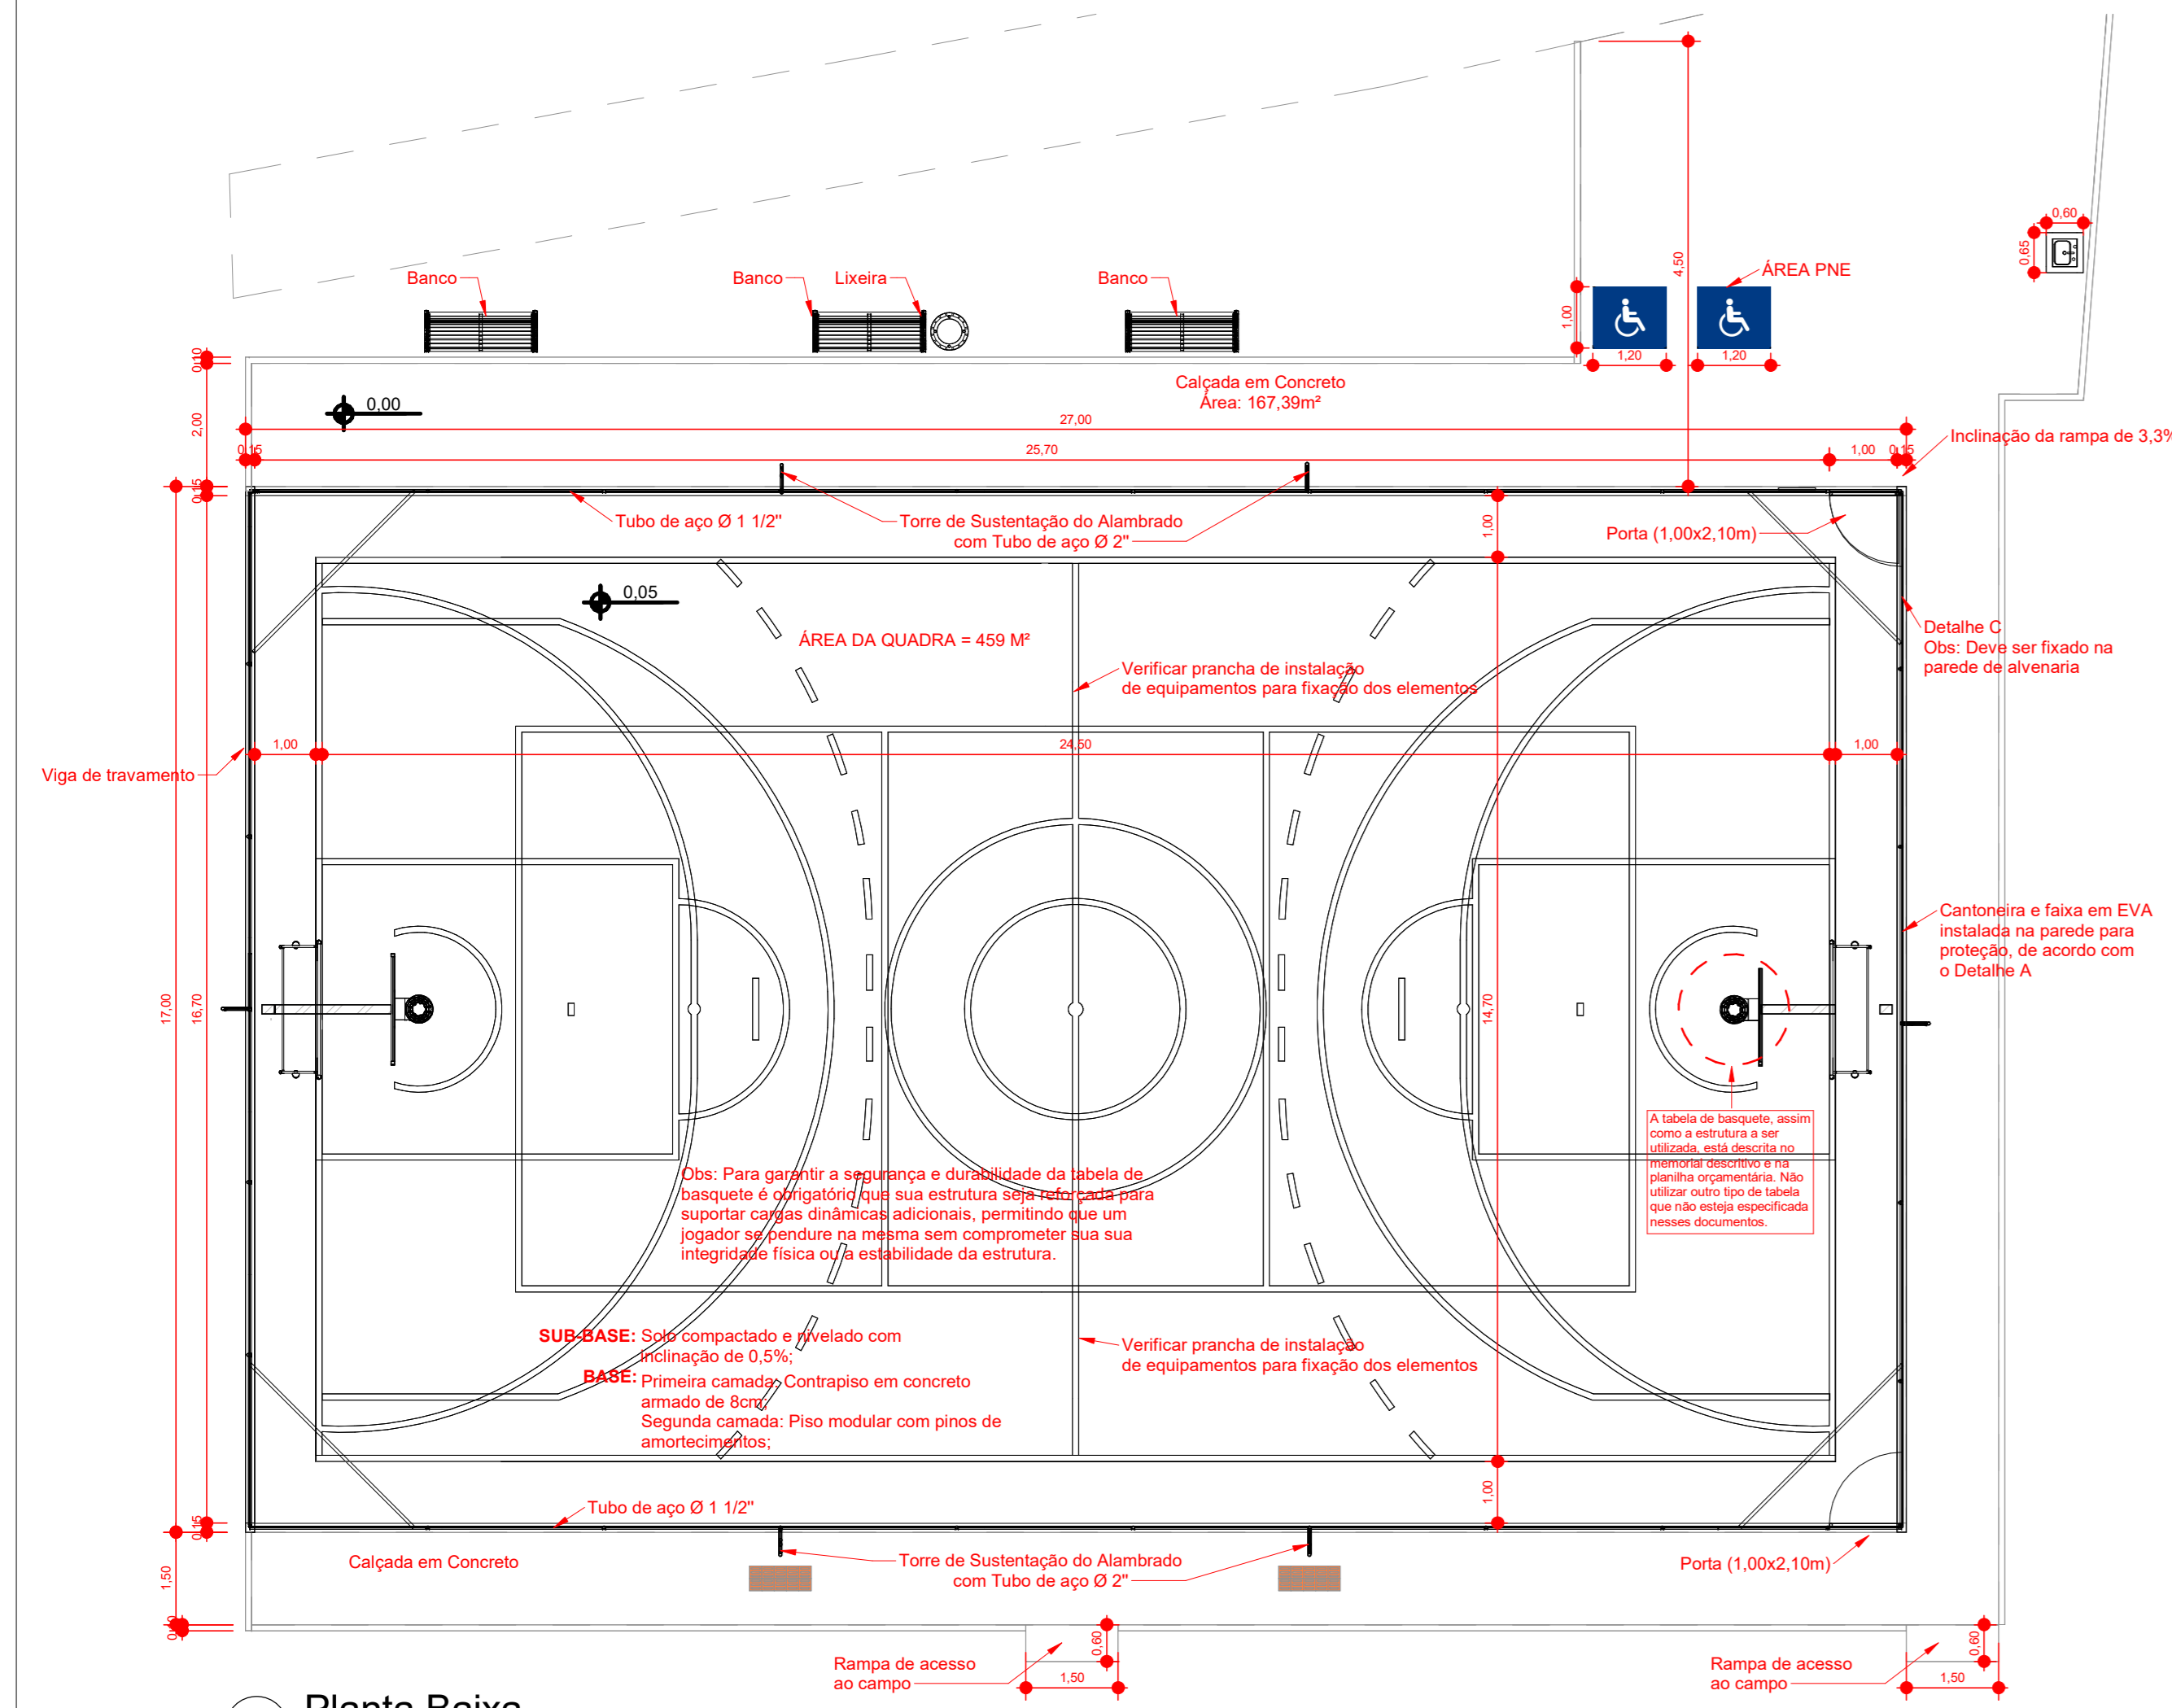 4,50
0,60
0,65
Banco
Banco
Lixeira
Banco
ÁREA PNE
1,00
1,20
1,20
0,10
Calçada em Concreto
Área: 167,39m²
0,00
2,00
27,00
Inclinação da rampa de 3,3%
0,15
25,70
1,00
0,15
0,15
Tubo de aço Ø 1 1/2"
Torre de Sustentação do Alambrado
com Tubo de aço Ø 2"
1,00
Porta (1,00x2,10m)
0,05
ÁREA DA QUADRA = 459 M²
Detalhe C
Obs: Deve ser fixado na
parede de alvenaria
Verificar prancha de instalação
de equipamentos para fixação dos elementos
1,00
24,50
1,00
Viga de travamento
Cantoneira e faixa em EVA
instalada na parede para
proteção, de acordo com
o Detalhe A
17,00
16,70
14,70
A tabela de basquete, assim
como a estrutura a ser
utilizada, está descrita no
memorial descritivo e na
planilha orçamentária. Não
utilizar outro tipo de tabela
que não esteja especificada
nesses documentos.
Obs: Para garantir a segurança e durabilidade da tabela de
basquete é obrigatório que sua estrutura seja reforçada para
suportar cargas dinâmicas adicionais, permitindo que um
jogador se pendure na mesma sem comprometer sua sua
integridade física ou a estabilidade da estrutura.
SUB-BASE: Solo compactado e nivelado com
inclinação de 0,5%;
BASE: Primeira camada: Contrapiso em concreto
armado de 8cm;
Segunda camada: Piso modular com pinos de
amortecimentos;
Verificar prancha de instalação
de equipamentos para fixação dos elementos
1,00
Tubo de aço Ø 1 1/2"
0,15
Calçada em Concreto
Torre de Sustentação do Alambrado
com Tubo de aço Ø 2"
Porta (1,00x2,10m)
1,50
0,60
0,60
Rampa de acesso
ao campo
1,50
Rampa de acesso
ao campo
1,50
Planta Baixa